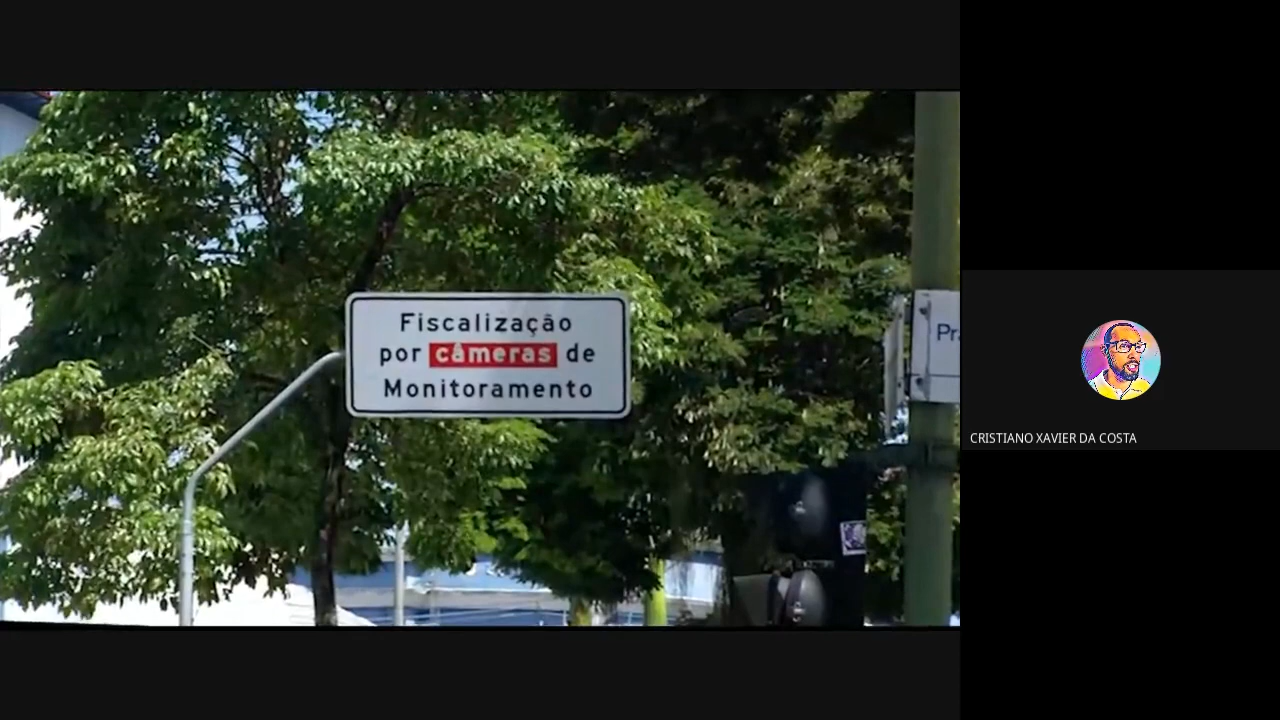 Fiscalização
por câmeras de
Monitoramento
CRISTIANO XAVIER DA COSTA